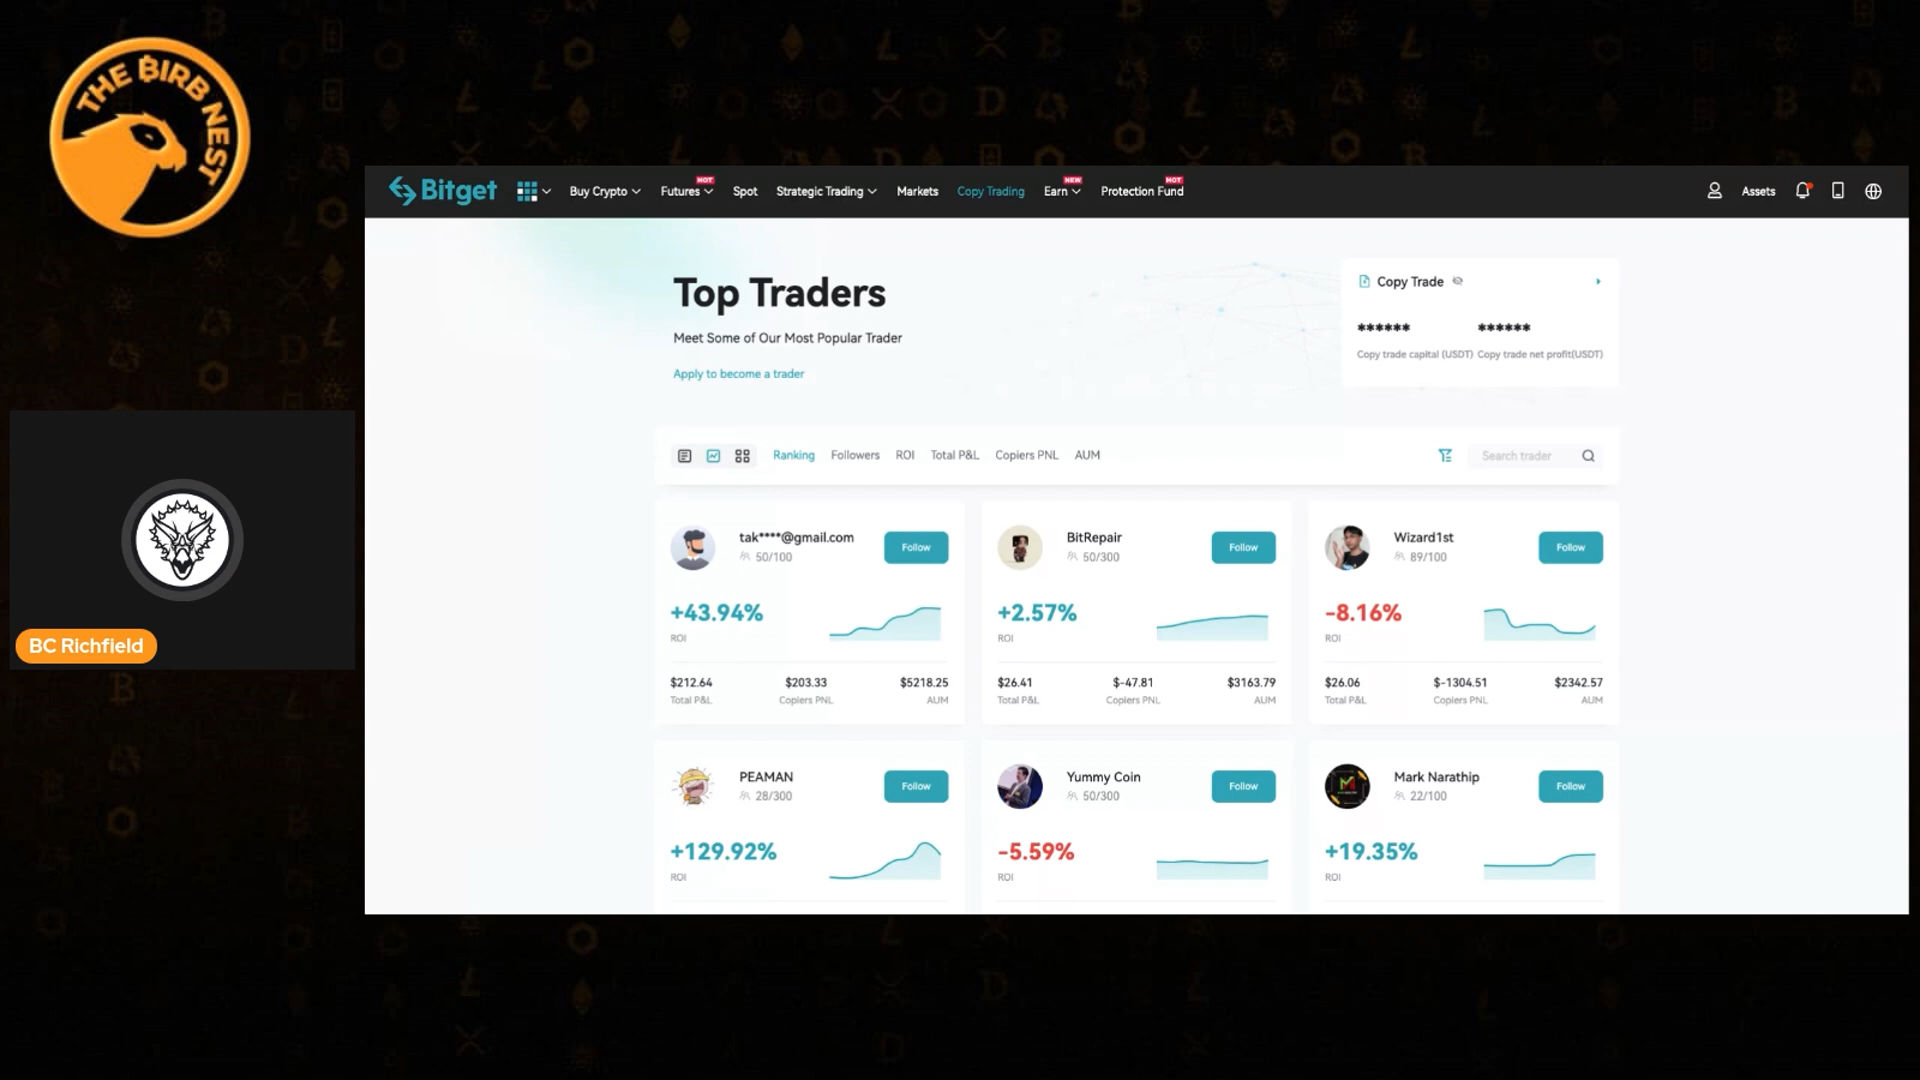 THE BIRB NEST
Bitget
Buy Crypto
Futures
HOT
Spot
Strategic Trading
Markets
Copy Trading
Earn
NEW
Protection Fund
HOT
Assets
Top Traders
Meet Some of Our Most Popular Trader
Apply to become a trader
Copy Trade
****** ******
Copy trade capital (USDT) Copy trade net profit(USDT)
Ranking Followers ROI Total P&L Copiers PNL AUM
Search trader
tak****@gmail.com
50/100
Follow
+43.94%
ROI
$212.64 $203.33 $5218.25
Total P&L Copiers PNL AUM
BitRepair
50/300
Follow
+2.57%
ROI
$26.41 $-47.81 $3163.79
Total P&L Copiers PNL AUM
Wizard1st
89/100
Follow
-8.16%
ROI
$26.06 $-1304.51 $2342.57
Total P&L Copiers PNL AUM
PEAMAN
28/300
Follow
+129.92%
ROI
Yummy Coin
50/300
Follow
-5.59%
ROI
Mark Narathip
22/100
Follow
+19.35%
ROI
BC Richfield